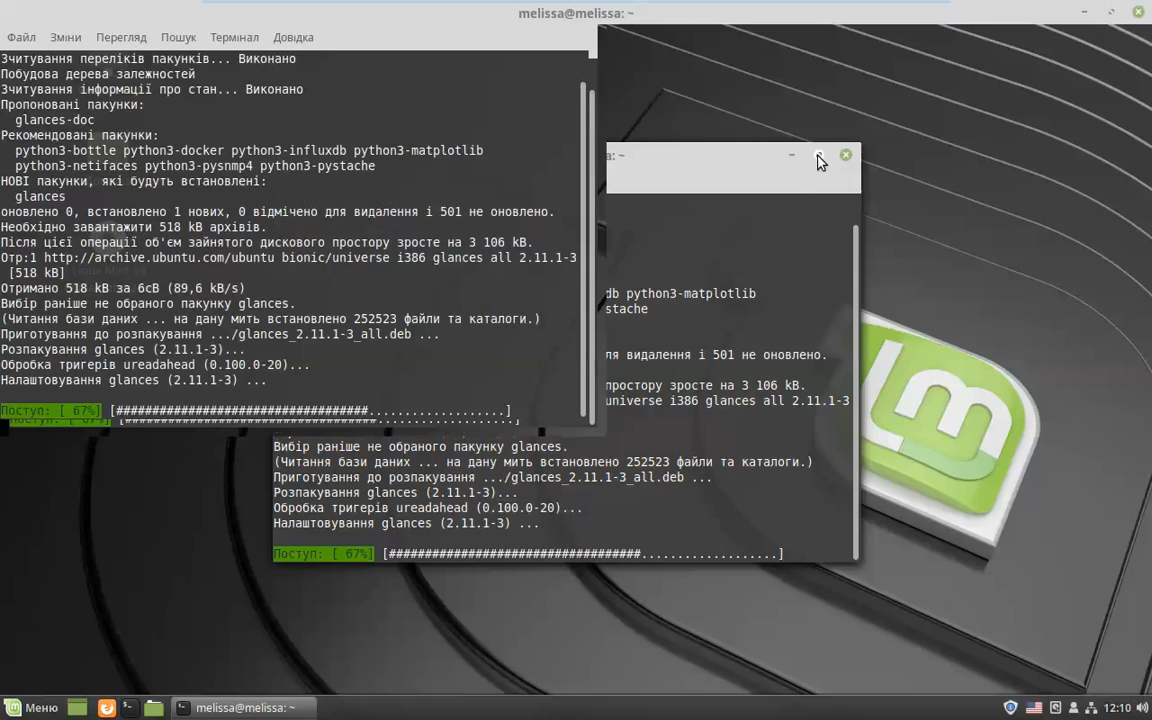 melissa@melissa: ~
Файл Зміни Перегляд Пошук Термінал Довідка
Зчитування переліків пакунків... Виконано
Побудова дерева залежностей
Зчитування інформації про стан... Виконано
Пропоновані пакунки:
glances-doc
Рекомендовані пакунки:
python3-bottle python3-docker python3-influxdb python3-matplotlib
python3-netifaces python3-pysnmp4 python3-pystache
НОВІ пакунки, які будуть встановлені:
glances
оновлено 0, встановлено 1 нових, 0 відмічено для видалення і 501 не оновлено.
Необхідно завантажити 518 kB архівів.
Після цієї операції об'єм зайнятого дискового простору зросте на 3 106 kB.
Отр:1 http://archive.ubuntu.com/ubuntu bionic/universe i386 glances all 2.11.1-3
[518 kB]
Отримано 518 kB за 6сВ (89,6 kB/s)
Вибір раніше не обраного пакунку glances.
(Читання бази даних ... на дану мить встановлено 252523 файли та каталоги.)
Приготування до розпакування .../glances_2.11.1-3_all.deb ...
Розпакування glances (2.11.1-3)...
Обробка тригерів ureadahead (0.100.0-20)...
Налаштовування glances (2.11.1-3) ...
Поступ: [ 67%] [###################################...................]
a: ~
db python3-matplotlib
stache
ля видалення і 501 не оновлено.
простору зросте на 3 106 kB.
universe i386 glances all 2.11.1-3
Вибір раніше не обраного пакунку glances.
(Читання бази даних ... на дану мить встановлено 252523 файли та каталоги.)
Приготування до розпакування .../glances_2.11.1-3_all.deb ...
Розпакування glances (2.11.1-3)...
Обробка тригерів ureadahead (0.100.0-20)...
Налаштовування glances (2.11.1-3) ...
Поступ: [ 67%] [###################################...................]
Меню
melissa@melissa: ~
12:10